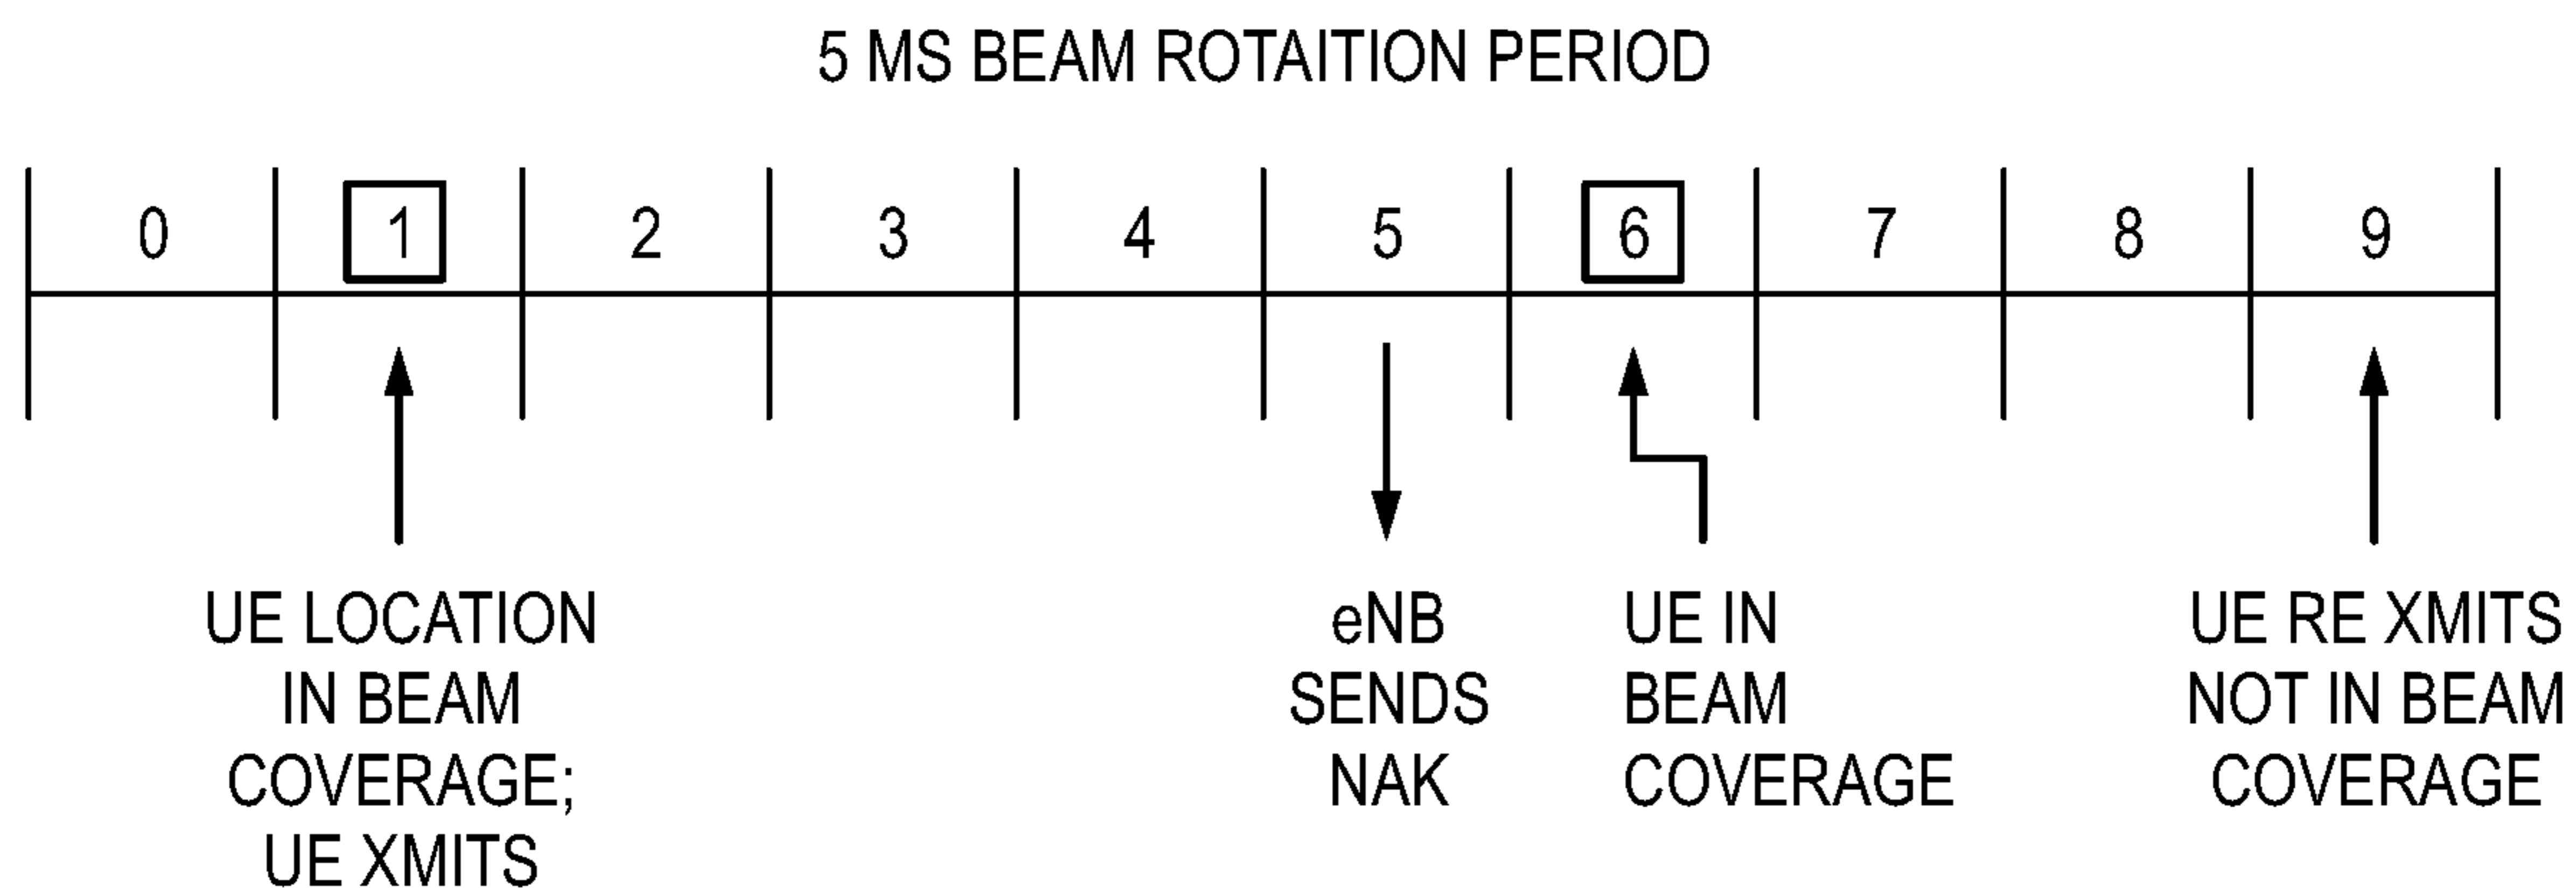 5 MS BEAM ROTAITION PERIOD
0 1 2 3 4 5 6 7 8 9
UE LOCATION
IN BEAM
COVERAGE;
UE XMITS
eNB
SENDS
NAK
UE IN
BEAM
COVERAGE
UE RE XMITS
NOT IN BEAM
COVERAGE